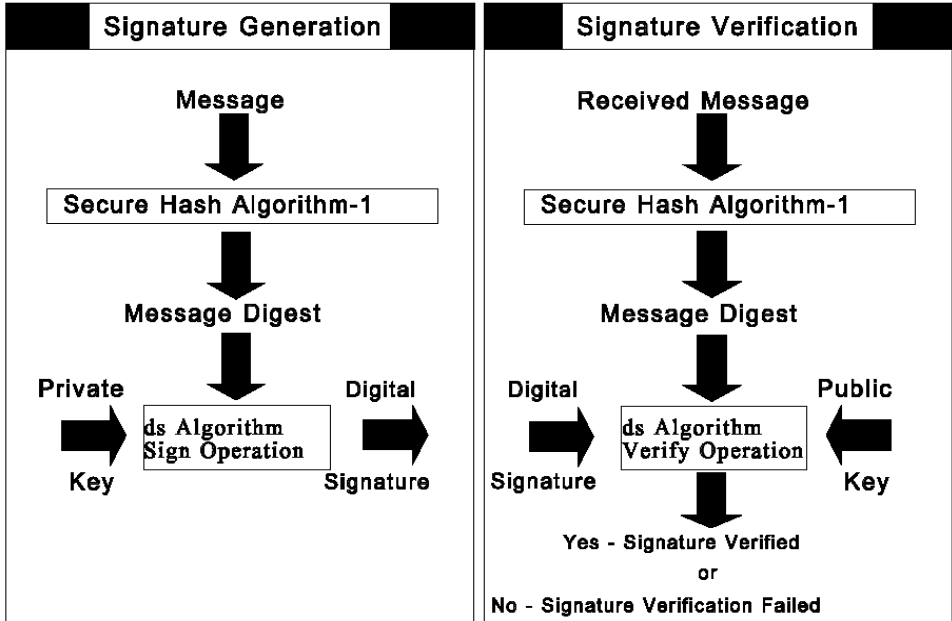 Signature Generation
Message
Secure Hash Algorithm-1
Message Digest
Private
Key
ds Algorithm
Sign Operation
Digital
Signature
Signature Verification
Received Message
Secure Hash Algorithm-1
Message Digest
Digital
Signature
ds Algorithm
Verify Operation
Public
Key
Yes - Signature Verified
or
No - Signature Verification Failed